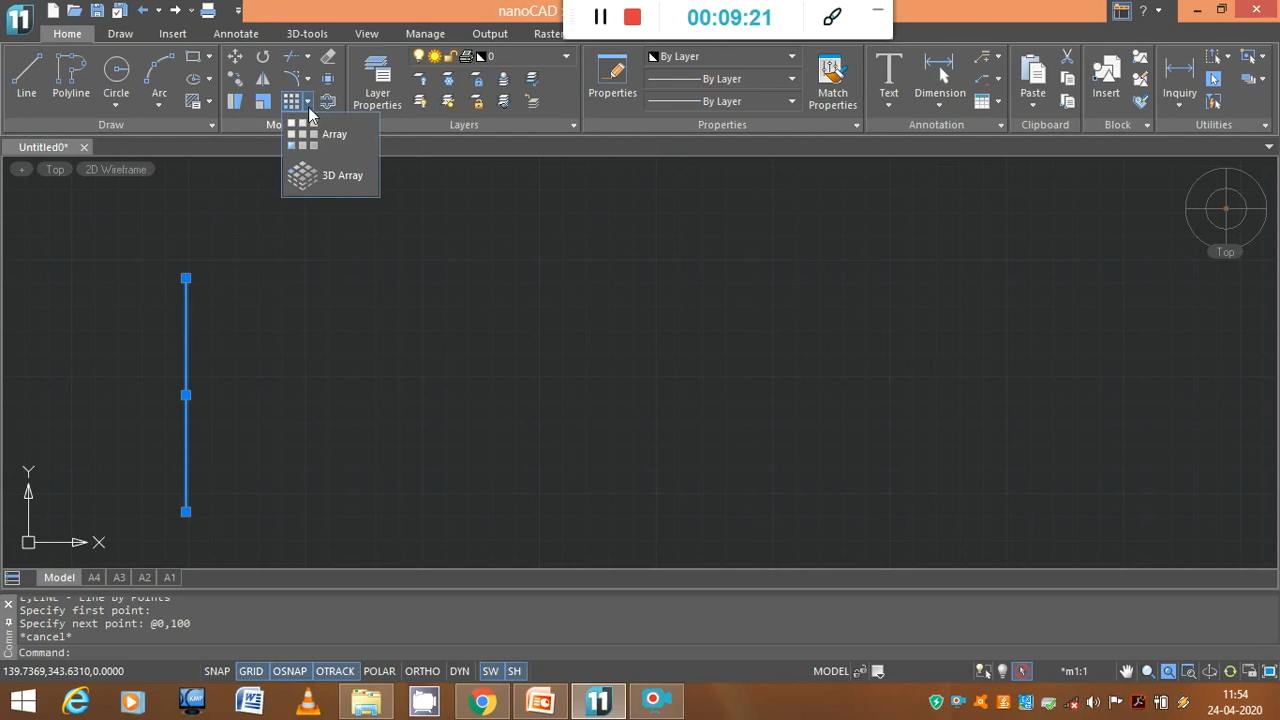 11
nanoCAD
00:09:21
Home Draw Insert Annotate 3D-tools View Manage Output Raster
Line Polyline Circle Arc
Layer Properties
0
Properties
By Layer
By Layer
By Layer
Match Properties
Text Dimension
Paste
Insert
Utility
Draw Layers Properties Annotation Clipboard Block Utilities
Array
3D Array
Untitled0*
+ Top 2D Wireframe
Top
Y
X
Model A4 A3 A2 A1
Specify first point:
Specify next point: @0,100
*cancel*
Command:
139.7369,343.6310,0.0000 SNAP GRID OSNAP OTRACK POLAR ORTHO DYN SW SH MODEL *m1:1
11:54
24-04-2020